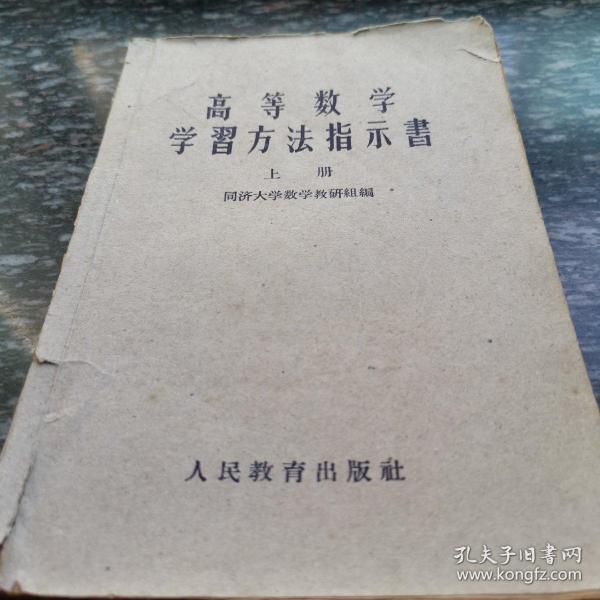 高等数学
学習方法指示書
上册
同济大学数学教研組編
人民教育出版社
孔夫子旧书网
www.kongfz.com